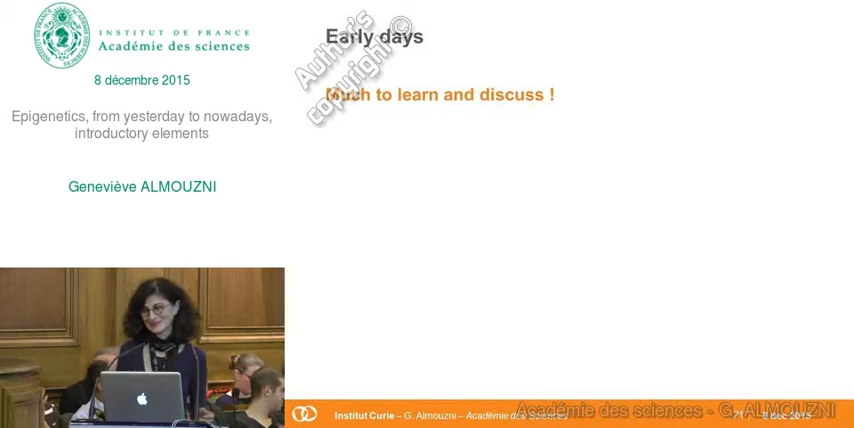 INSTITUT DE FRANCE
Académie des sciences
8 décembre 2015
Epigenetics, from yesterday to nowadays,
introductory elements
Geneviève ALMOUZNI
Early days
Much to learn and discuss !
Author's
copyright ©
Institut Curie – G. Almouzni – Académie des Sciences
Académie des sciences - G. ALMOUZNI
21
8 déc 2015